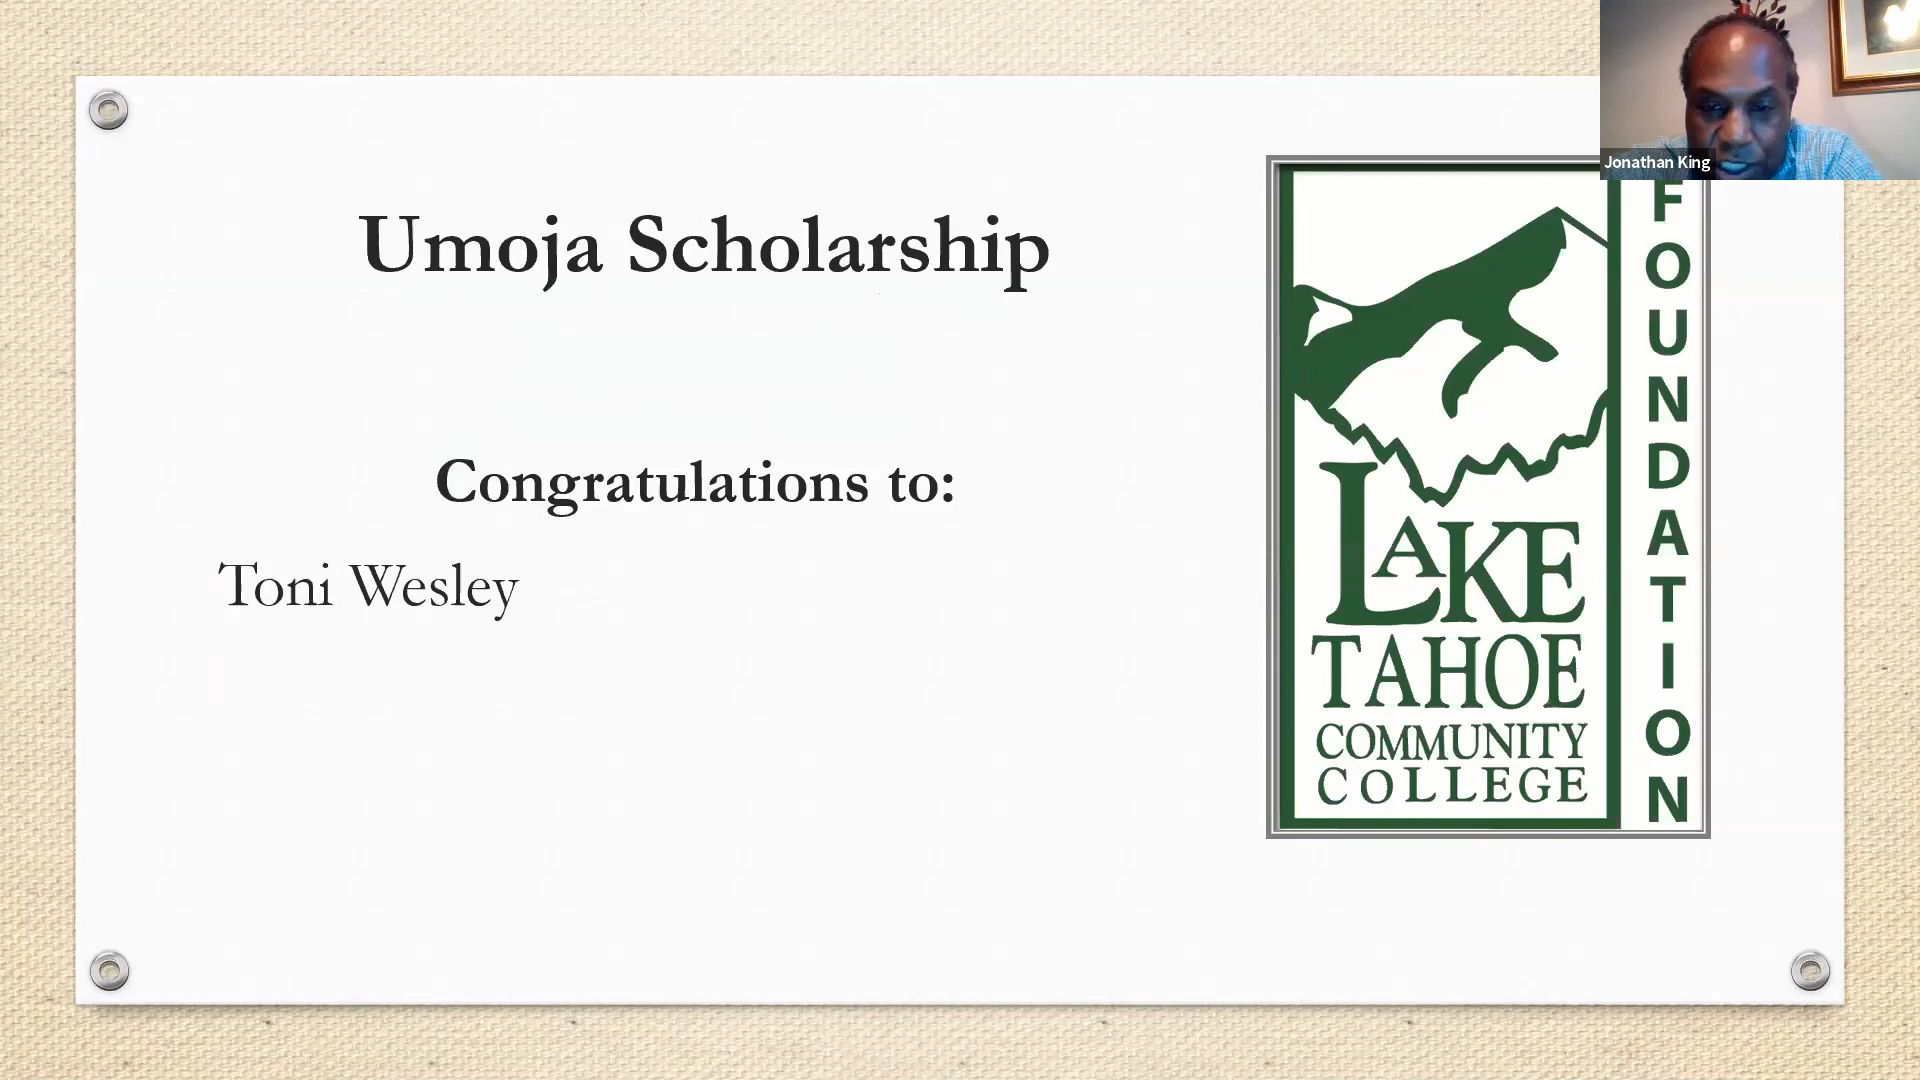 Umoja Scholarship
Congratulations to:
Toni Wesley
LAKE
TAHOE
COMMUNITY
COLLEGE
FOUNDATION
Jonathan King